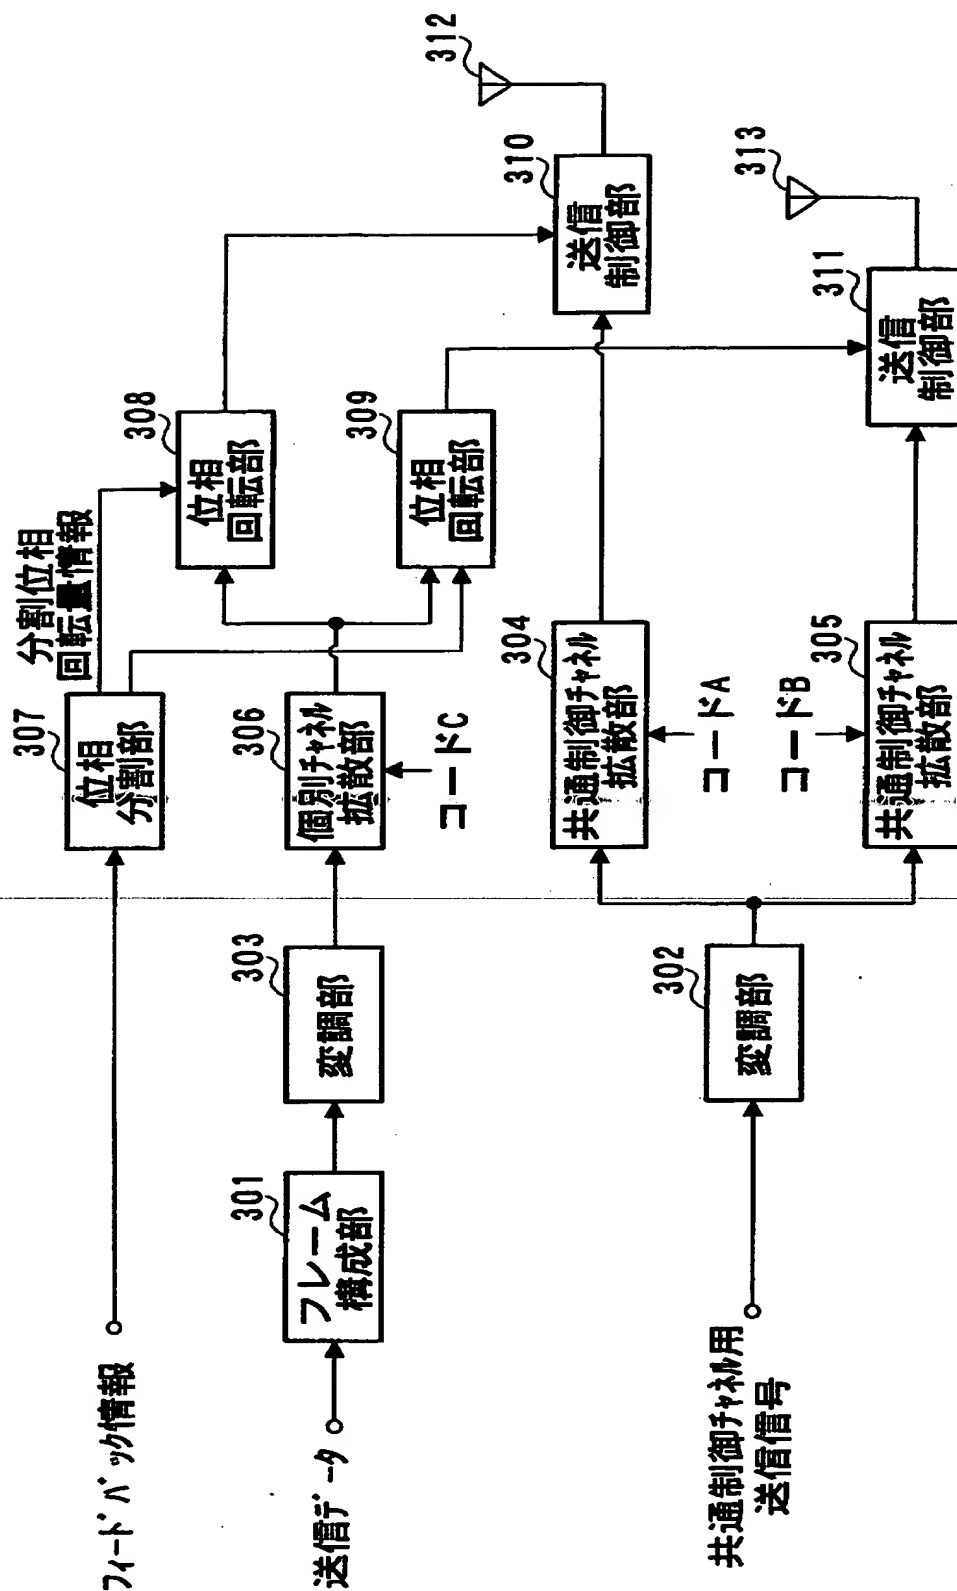 フィードバック情報
307
位相
分割部
分割位相
回転量情報
308
位相
回転部
送信データ
301
フレーム
構成部
303
変調部
306
個別チャネル
拡散部
コードC
309
位相
回転部
310
送信
制御部
312
共通制御チャネル用
送信信号
302
変調部
304
共通制御チャネル
拡散部
コードA
コードB
305
共通制御チャネル
拡散部
311
送信
制御部
313